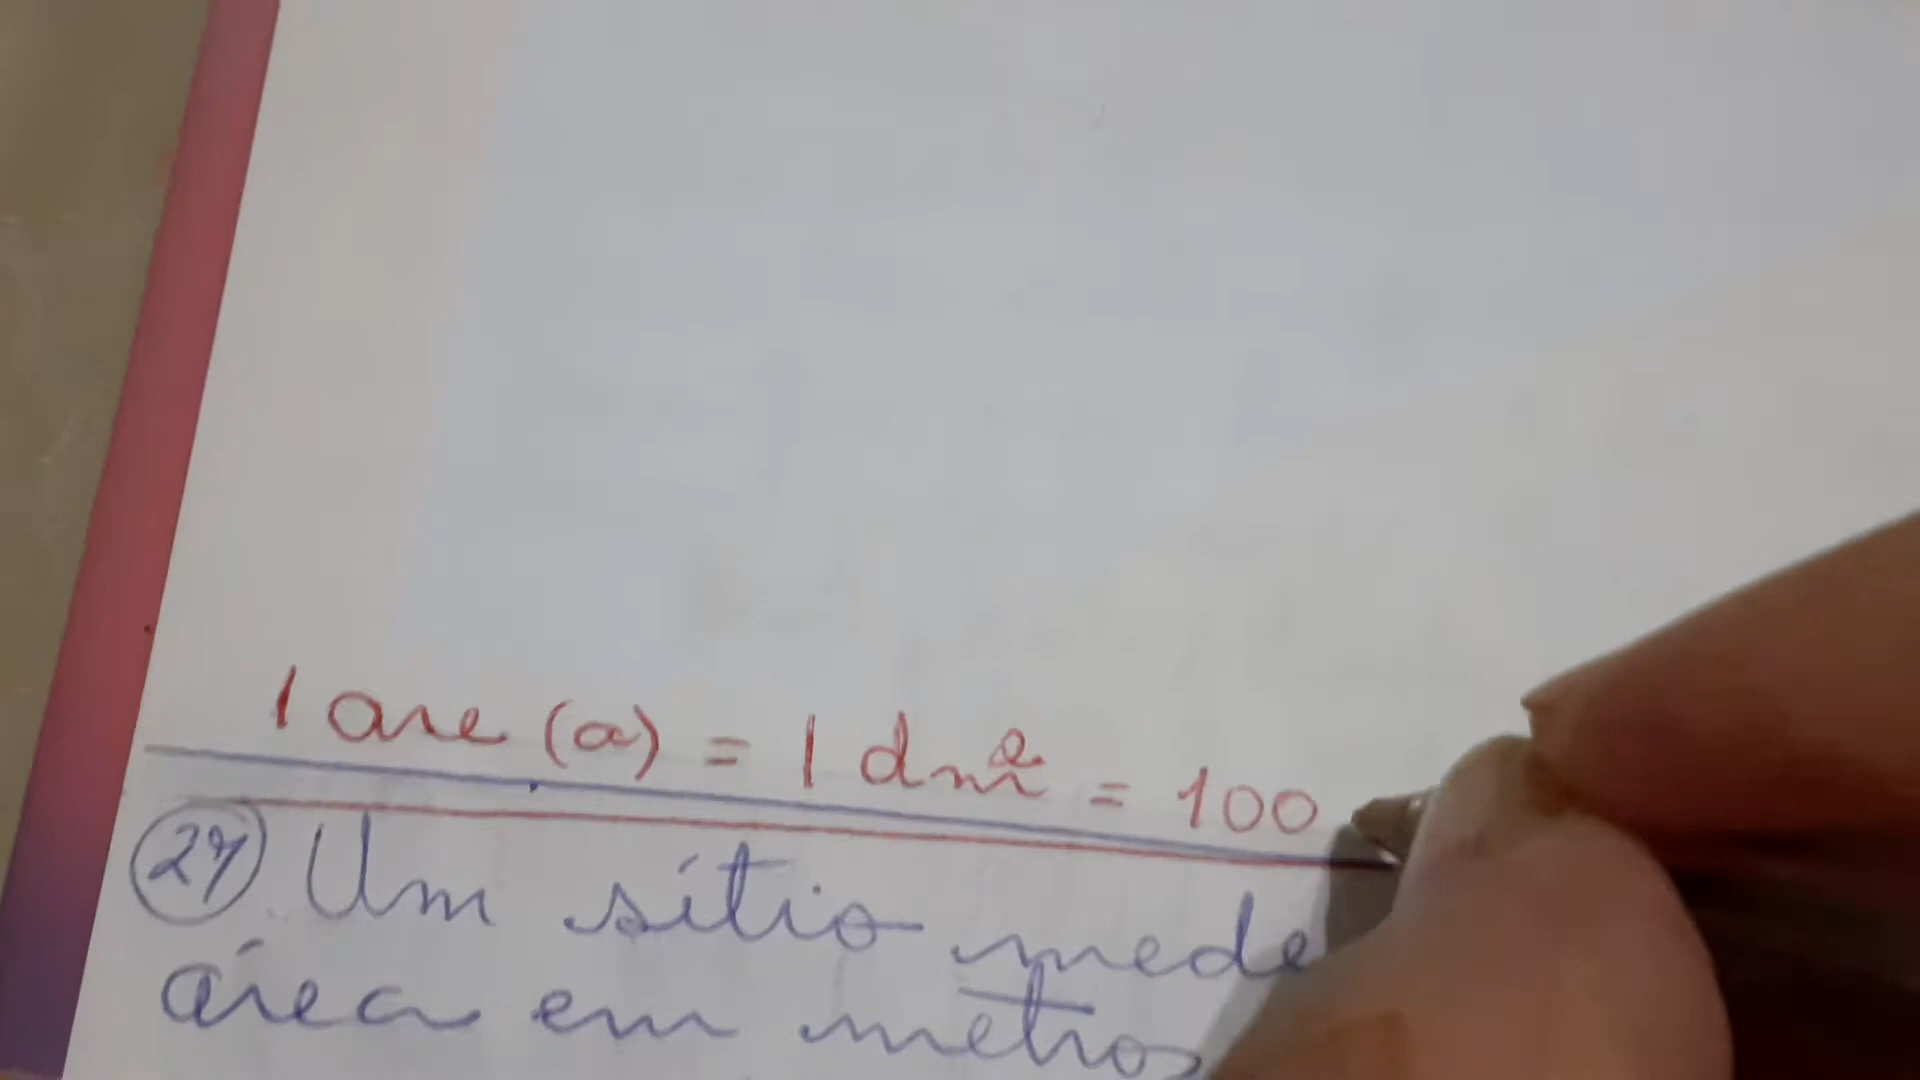 1 are (a) = 1 dm² = 100
27 Um sítio mede
área em metros